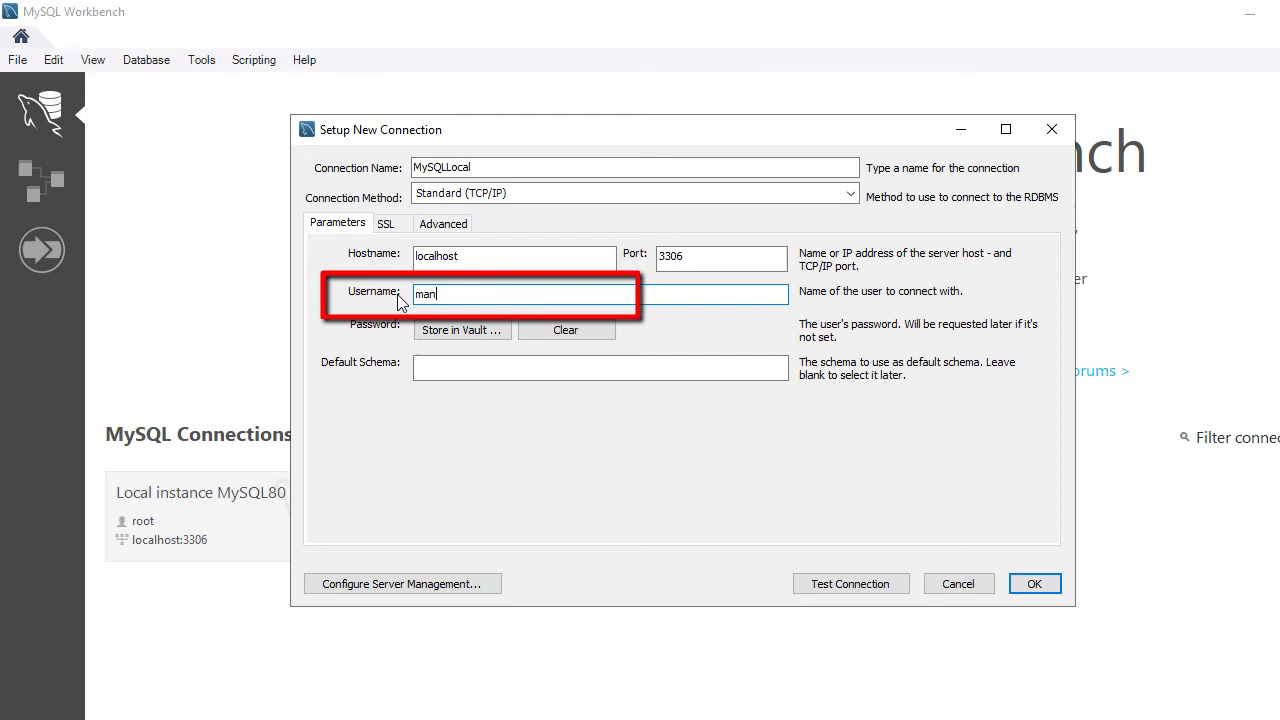 MySQL Workbench
File Edit View Database Tools Scripting Help
Setup New Connection
nch
Connection Name: MySQLLocal Type a name for the connection
Connection Method: Standard (TCP/IP) Method to use to connect to the RDBMS
Parameters SSL Advanced
Hostname: localhost Port: 3306 Name or IP address of the server host - and
TCP/IP port.
er
Username: man Name of the user to connect with.
Password: Store in Vault ... Clear The user's password. Will be requested later if it's
not set.
Default Schema: The schema to use as default schema. Leave
blank to select it later.
orums >
MySQL Connections
Filter conne
Local instance MySQL80
root
localhost:3306
Configure Server Management... Test Connection Cancel OK